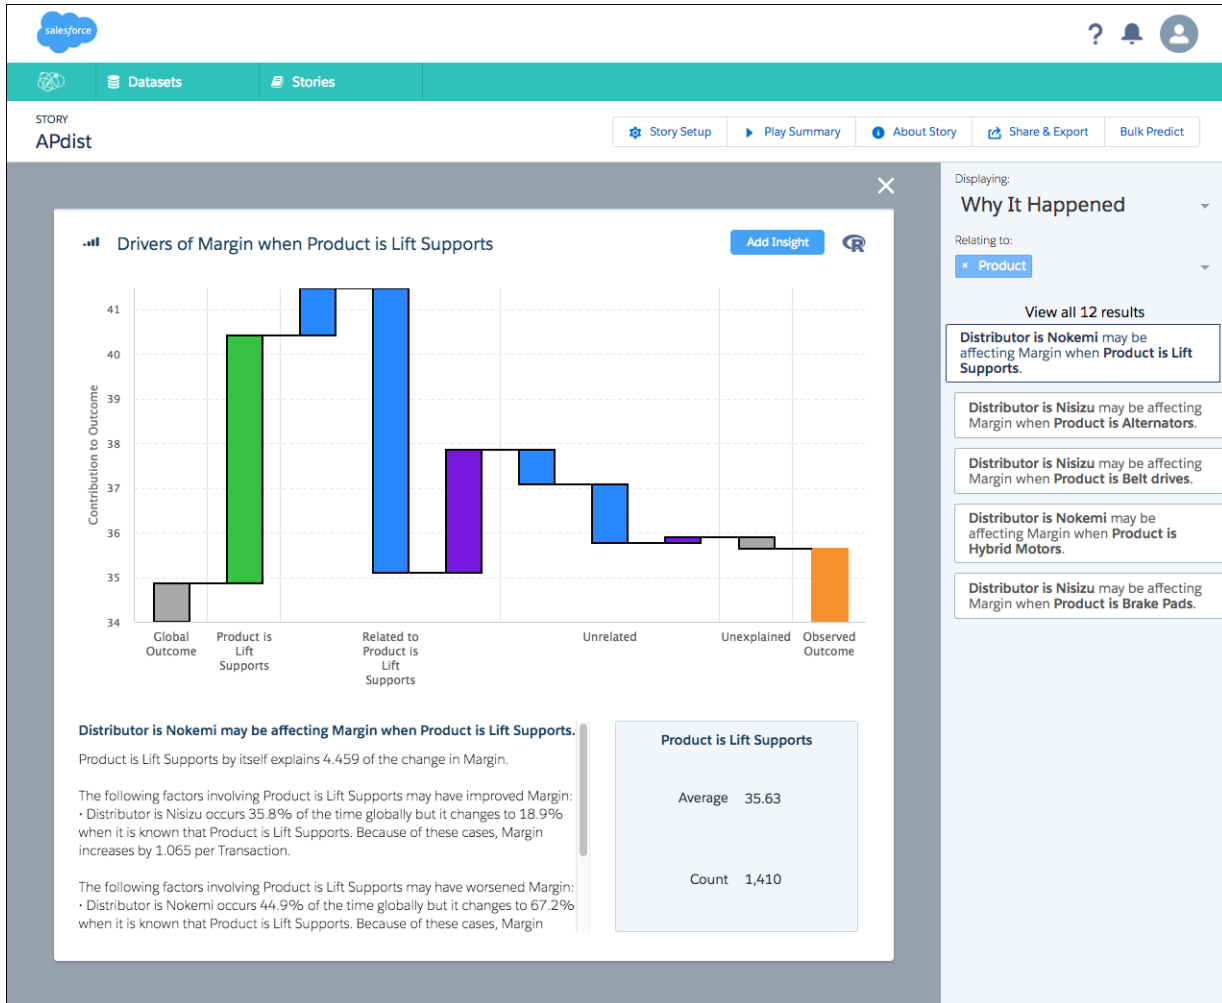 salesforce
?
Datasets
Stories
STORY
APdist
Story Setup
Play Summary
About Story
Share & Export
Bulk Predict
Displaying:
Why It Happened
Relating to:
× Product
View all 12 results
Distributor is Nokemi may be
affecting Margin when Product is Lift
Supports.
Distributor is Nisizu may be affecting
Margin when Product is Alternators.
Distributor is Nisizu may be affecting
Margin when Product is Belt drives.
Distributor is Nokemi may be
affecting Margin when Product is
Hybrid Motors.
Distributor is Nisizu may be affecting
Margin when Product is Brake Pads.
Drivers of Margin when Product is Lift Supports
Add Insight
R
Contribution to Outcome
41
40
39
38
37
36
35
34
Global
Outcome
Product is
Lift
Supports
Related to
Product is
Lift
Supports
Unrelated
Unexplained
Observed
Outcome
Distributor is Nokemi may be affecting Margin when Product is Lift Supports.
Product is Lift Supports by itself explains 4.459 of the change in Margin.
The following factors involving Product is Lift Supports may have improved Margin:
· Distributor is Nisizu occurs 35.8% of the time globally but it changes to 18.9%
when it is known that Product is Lift Supports. Because of these cases, Margin
increases by 1.065 per Transaction.
The following factors involving Product is Lift Supports may have worsened Margin:
· Distributor is Nokemi occurs 44.9% of the time globally but it changes to 67.2%
when it is known that Product is Lift Supports. Because of these cases, Margin
Product is Lift Supports
Average 35.63
Count 1,410